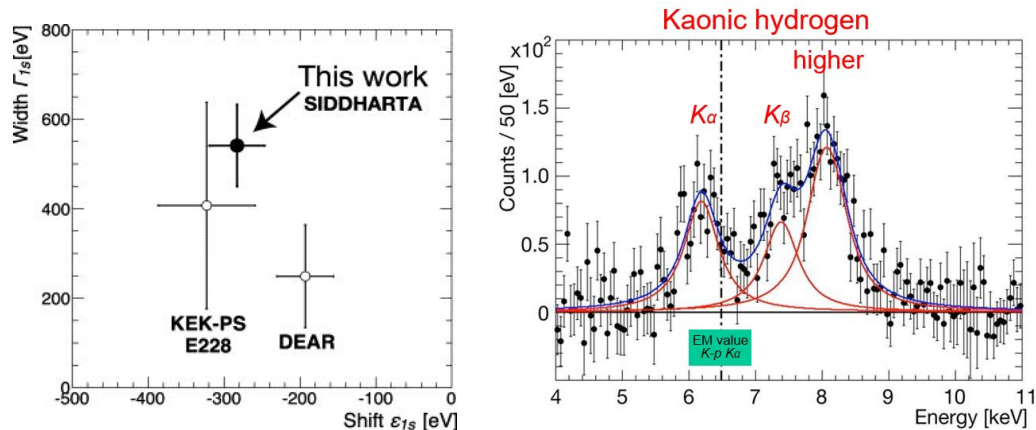 800
600
400
200
0
Width Γ1s[eV]
This work
SIDDHARTA
KEK-PS
E228
DEAR
-500 -400 -300 -200 -100 0
Shift ε1s [eV]
Kaonic hydrogen
×10²
higher
Kα
Kβ
1.5
1.0
0.5
0
Counts / 50 [eV]
EM value
K-p Kα
4 5 6 7 8 9 10 11
Energy [keV]